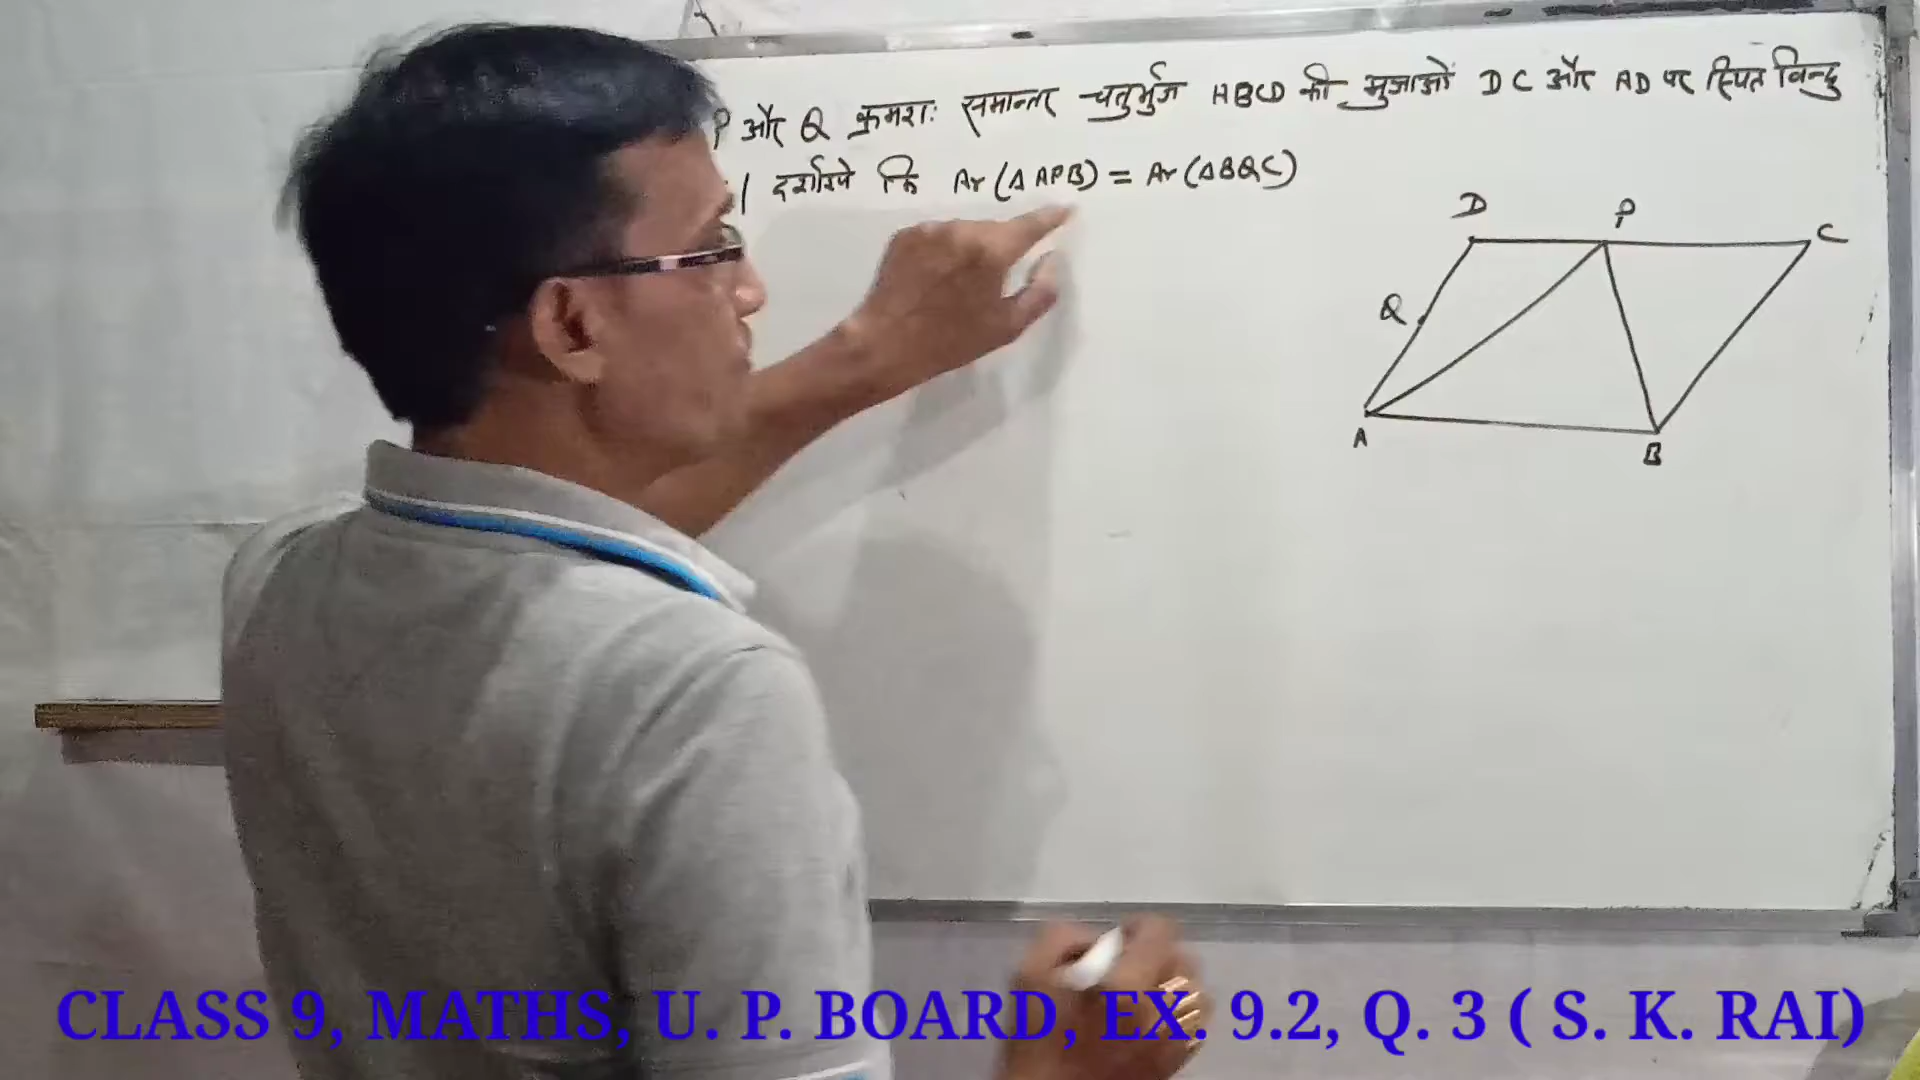 P और Q क्रमशः समान्तर चतुर्भुज ABCD की भुजाओं DC और AD पर स्थित बिन्दु
। दर्शाइये कि Ar (Δ APB) = Ar (Δ BQC)
D P C
Q
A B
CLASS 9, MATHS, U. P. BOARD, EX. 9.2, Q. 3 ( S. K. RAI)